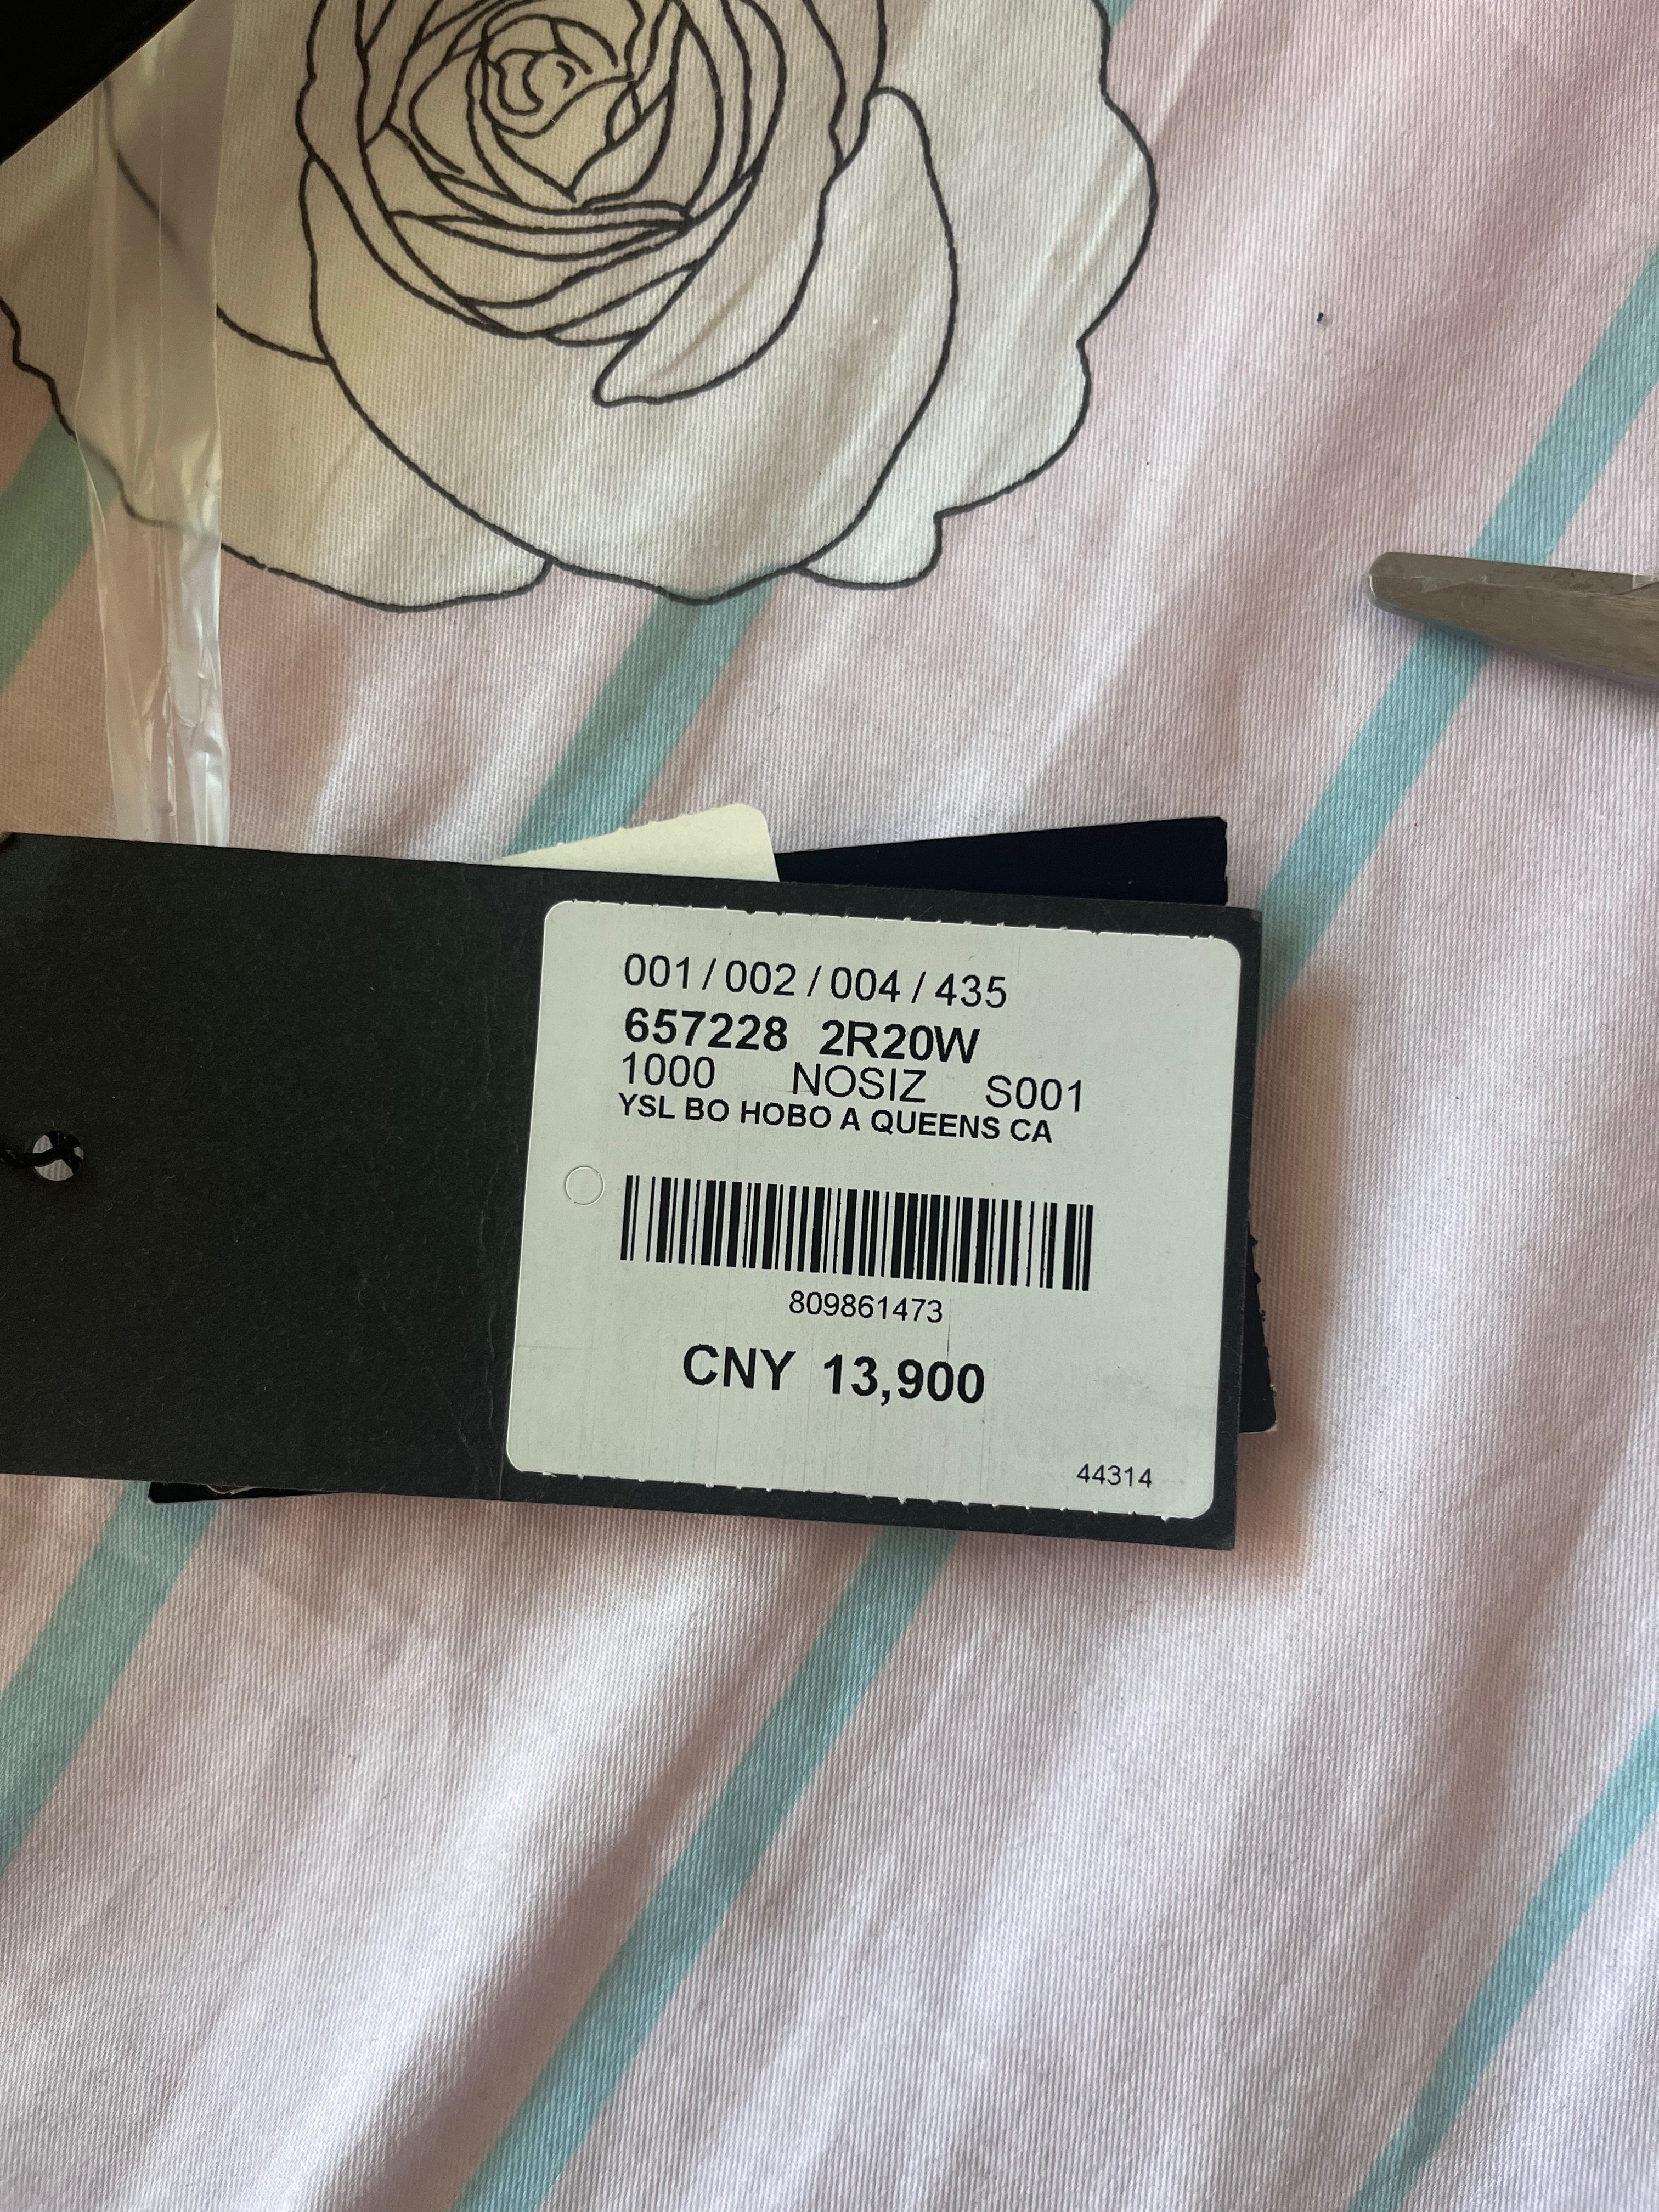 001 / 002 / 004 / 435
657228 2R20W
1000 NOSIZ S001
YSL BO HOBO A QUEENS CA
809861473
CNY 13,900
44314